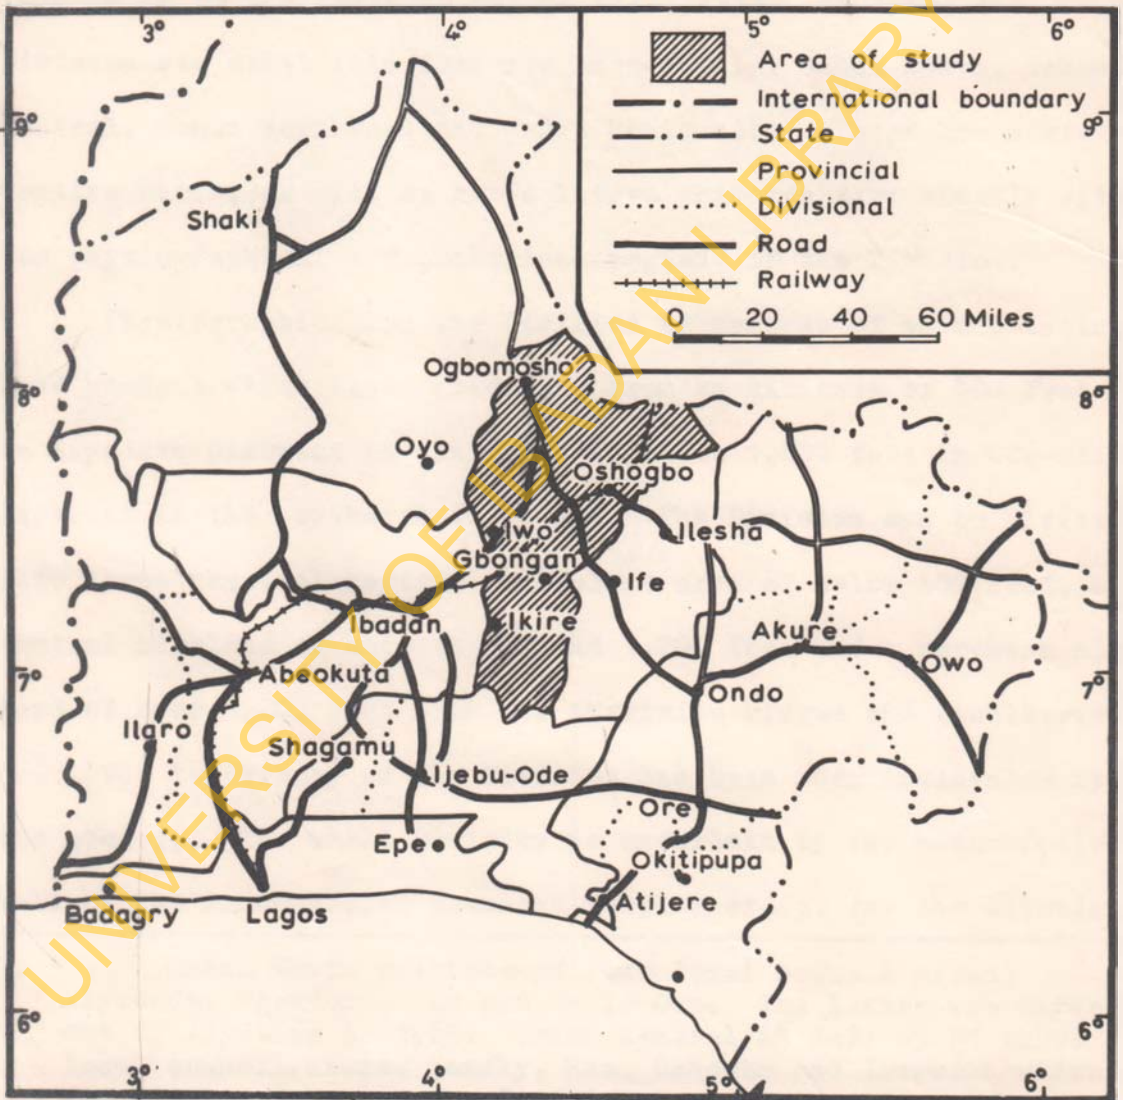 3° 4° 5° 6°
Area of study
International boundary
State
Provincial
Divisional
Road
Railway
0 20 40 60 Miles
9° 9°
Shaki
Ogbomosho
8° 8°
Oyo
Oshogbo
Iwo
Ilesha
Gbongan
Ife
Ibadan
Ikire
Akure
Owo
Abeokuta
7° 7°
Ondo
Ilaro
Shagamu
Ijebu-Ode
Ore
Epe
Okitipupa
Atijere
Badagry
Lagos
6° 6°
3° 4° 5° 6°
UNIVERSITY OF IBADAN LIBRARY